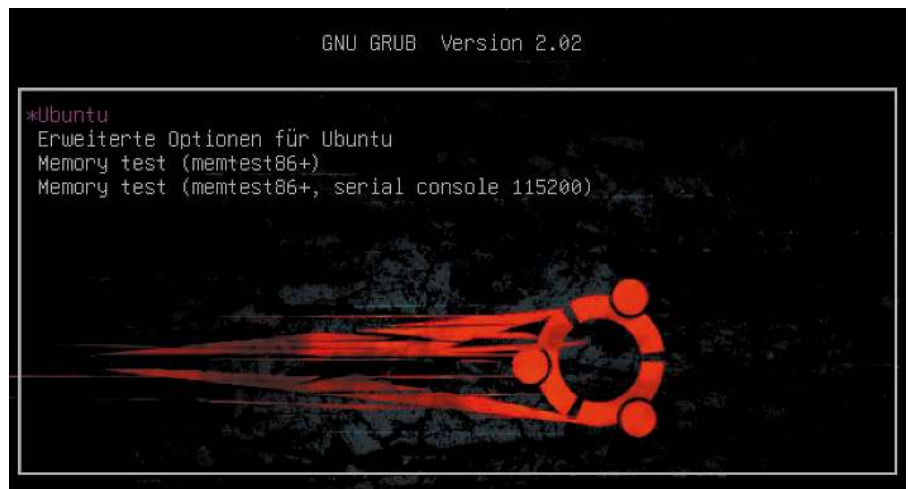 GNU GRUB Version 2.02
*Ubuntu
Erweiterte Optionen für Ubuntu
Memory test (memtest86+)
Memory test (memtest86+, serial console 115200)